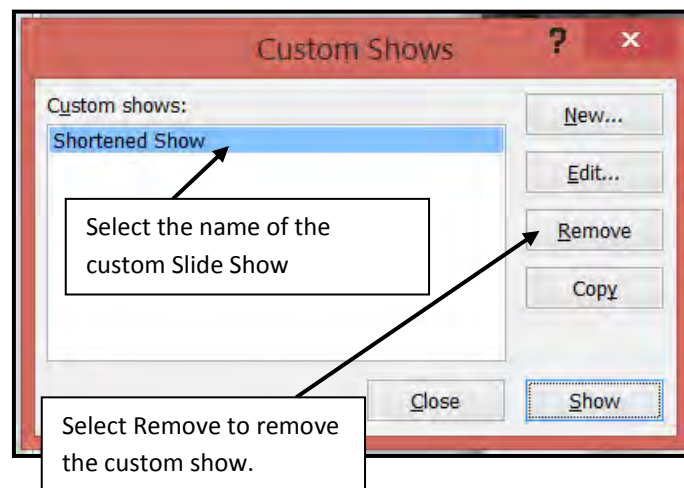 Custom Shows ? ×
Custom shows:
New...
Shortened Show
Edit...
Select the name of the
custom Slide Show
Remove
Copy
Close
Show
Select Remove to remove
the custom show.